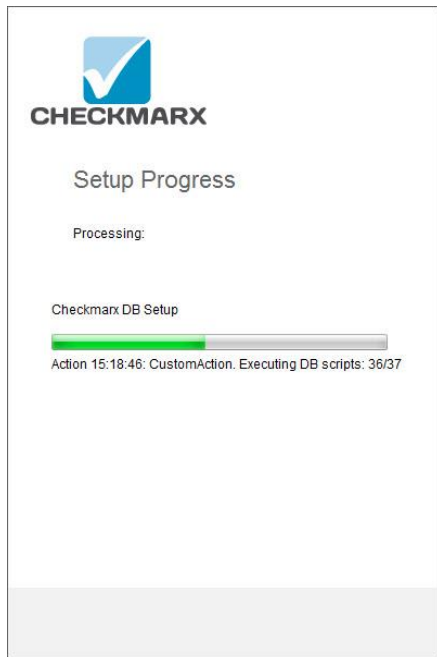 CHECKMARX
Setup Progress
Processing:
Checkmarx DB Setup
Action 15:18:46: CustomAction. Executing DB scripts: 36/37